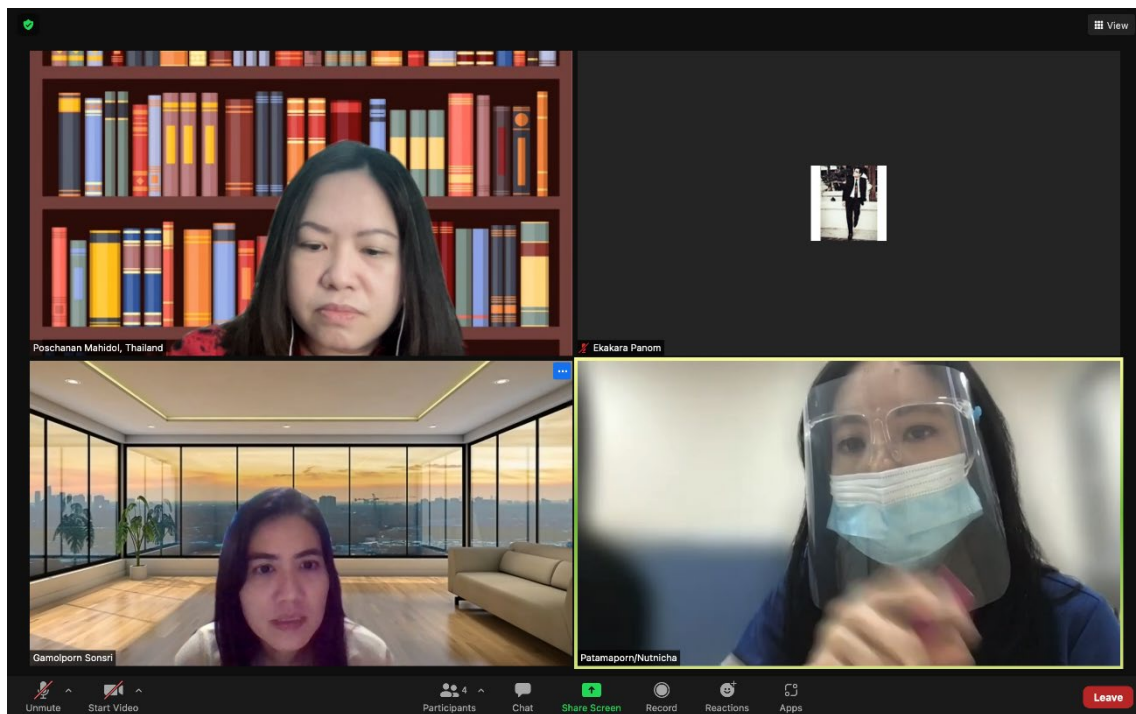 View
Poschanan Mahidol, Thailand
Ekakara Panom
Gamolporn Sonsri
Patamaporn/Nutnicha
Unmute
Start Video
4
Participants
Chat
Share Screen
Record
Reactions
Apps
Leave